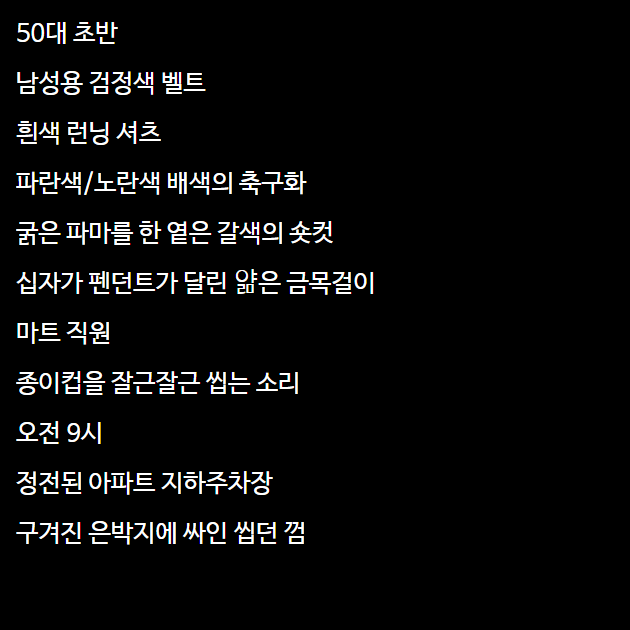 50대 초반
남성용 검정색 벨트
흰색 런닝 셔츠
파란색/노란색 배색의 축구화
굵은 파마를 한 옅은 갈색의 숏컷
십자가 펜던트가 달린 얊은 금목걸이
마트 직원
종이컵을 잘근잘근 씹는 소리
오전 9시
정전된 아파트 지하주차장
구겨진 은박지에 싸인 씹던 껌